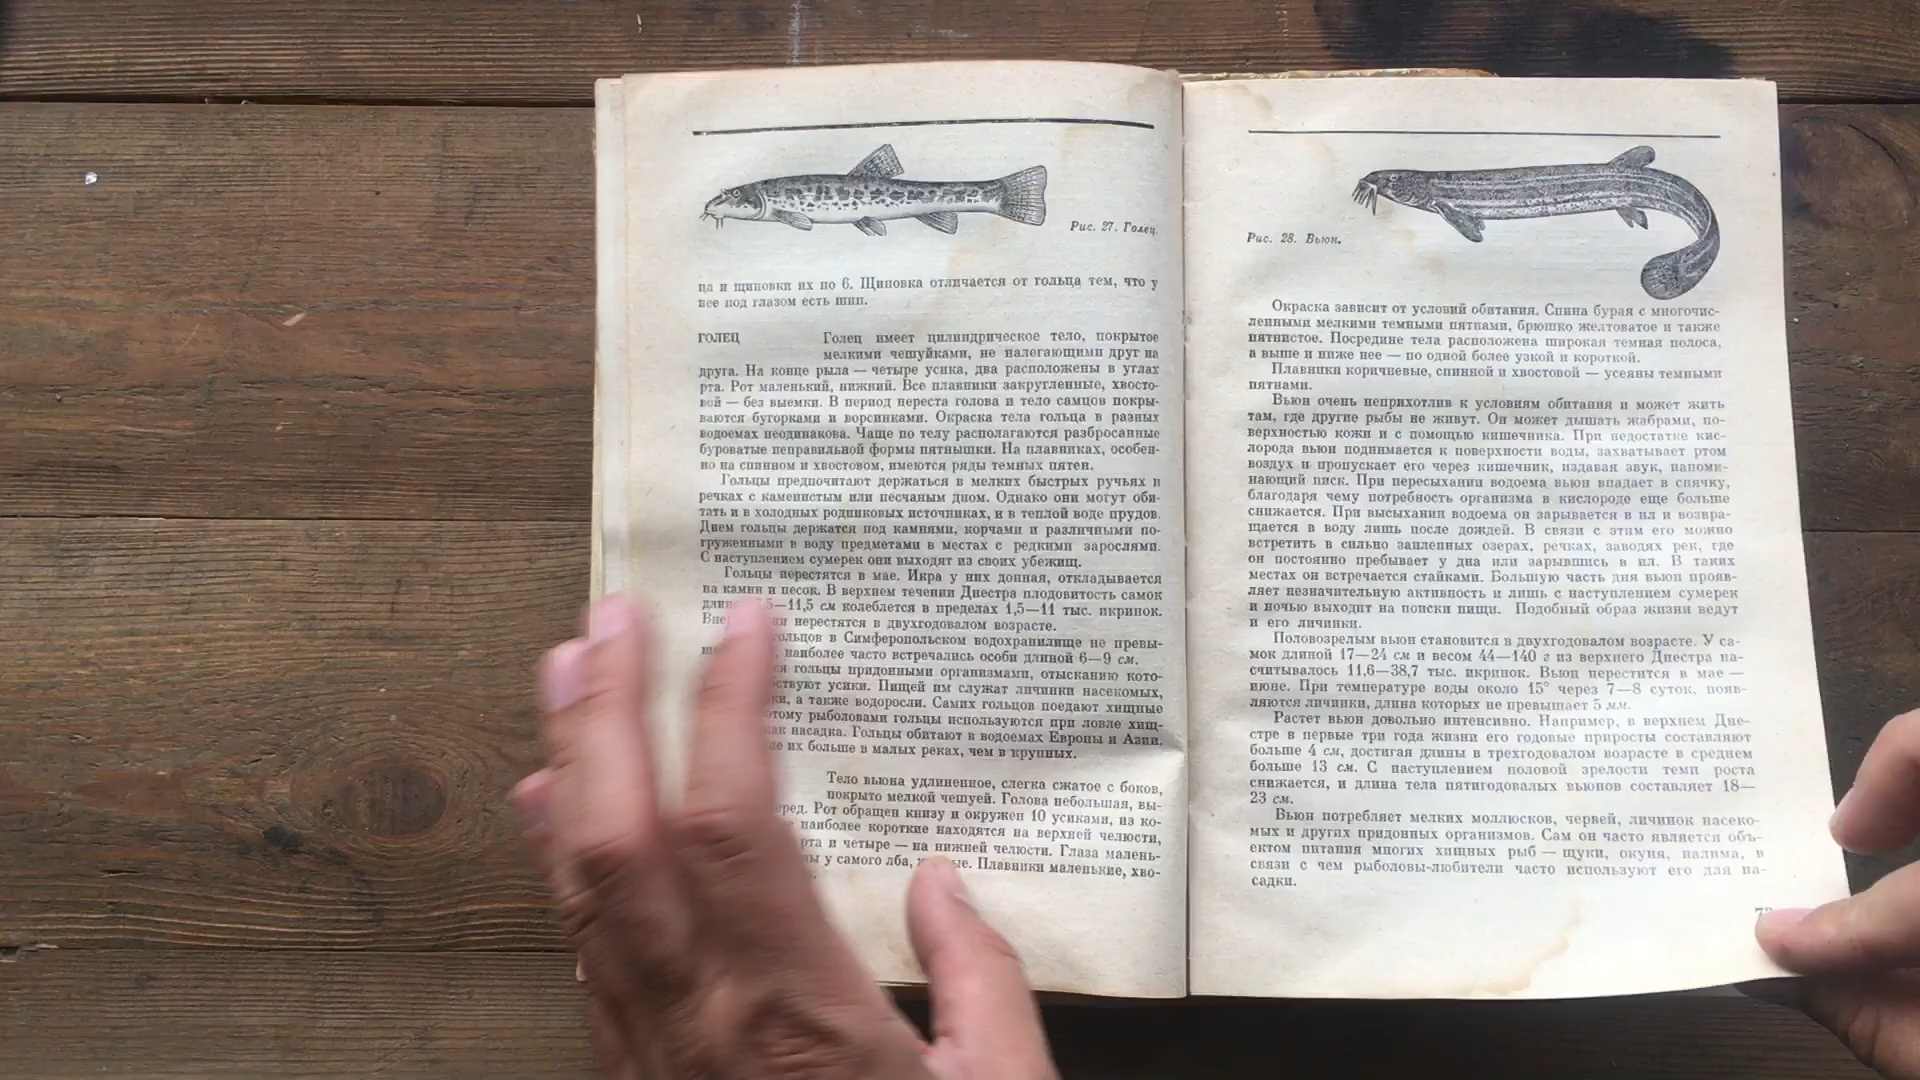 Рис. 27. Голец.
ца и щиповки их по 6. Щиповка отличается от гольца тем, что у
нее под глазом есть шип.
ГОЛЕЦ Голец имеет цилиндрическое тело, покрытое
мелкими чешуйками, не налегающими друг на
друга. На конце рыла — четыре усика, два расположены в углах
рта. Рот маленький, нижний. Все плавники закругленные, хвосто-
вой — без выемки. В период нереста голова и тело самцов покры-
ваются бугорками и ворсинками. Окраска тела гольца в разных
водоемах неодинакова. Чаще по телу располагаются разбросанные
буроватые неправильной формы пятнышки. На плавниках, особен-
но на спинном и хвостовом, имеются ряды темных пятен.
Гольцы предпочитают держаться в мелких быстрых ручьях и
речках с каменистым или песчаным дном. Однако они могут оби-
тать и в холодных родниковых источниках, и в теплой воде прудов.
Днем гольцы держатся под камнями, корчами и различными по-
груженными в воду предметами в местах с редкими зарослями.
С наступлением сумерек они выходят из своих убежищ.
Гольцы нерестятся в мае. Икра у них донная, откладывается
на камни и песок. В верхнем течении Днестра плодовитость самок
5—11,5 см колеблется в пределах 1,5—11 тыс. икринок.
нерестятся в двухгодовалом возрасте.
гольцов в Симферопольском водохранилище не превы-
наиболее часто встречались особи длиной 6—9 см.
гольцы придонными организмами, отысканию кото-
усики. Пищей им служат личинки насекомых,
а также водоросли. Самих гольцов поедают хищные
рыболовами гольцы используются при ловле хищ-
насадка. Гольцы обитают в водоемах Европы и Азии,
их больше в малых реках, чем в крупных.
Тело вьюна удлиненное, слегка сжатое с боков,
покрыто мелкой чешуей. Голова небольшая, вы-
Рот обращен книзу и окружен 10 усиками, из ко-
наиболее короткие находятся на верхней челюсти,
рта и четыре — на нижней челюсти. Глаза малень-
у самого лба, Плавники маленькие, хво-
Рис. 28. Вьюн.
Окраска зависит от условий обитания. Спина бурая с многочис-
ленными мелкими темными пятнами, брюшко желтоватое и также
пятнистое. Посредине тела расположена широкая темная полоса,
а выше и ниже нее — по одной более узкой и короткой.
Плавники коричневые, спинной и хвостовой — усеяны темными
пятнами.
Вьюн очень неприхотлив к условиям обитания и может жить
там, где другие рыбы не живут. Он может дышать жабрами, по-
верхностью кожи и с помощью кишечника. При недостатке кис-
лорода вьюн поднимается к поверхности воды, захватывает ртом
воздух и пропускает его через кишечник, издавая звук, напоми-
нающий писк. При пересыхании водоема вьюн впадает в спячку,
благодаря чему потребность организма в кислороде еще больше
снижается. При высыхании водоема он зарывается в ил и возвра-
щается в воду лишь после дождей. В связи с этим его можно
встретить в сильно заиленных озерах, речках, заводях рек, где
он постоянно пребывает у дна или зарывшись в ил. В таких
местах он встречается стайками. Большую часть дня вьюн прояв-
ляет незначительную активность и лишь с наступлением сумерек
и ночью выходит на поиски пищи. Подобный образ жизни ведут
и его личинки.
Половозрелым вьюн становится в двухгодовалом возрасте. У са-
мок длиной 17—24 см и весом 44—140 г из верхнего Днестра на-
считывалось 11,6—38,7 тыс. икринок. Вьюн нерестится в мае —
июне. При температуре воды около 15° через 7—8 суток, появ-
ляются личинки, длина которых не превышает 5 мм.
Растет вьюн довольно интенсивно. Например, в верхнем Дне-
стре в первые три года жизни его годовые приросты составляют
больше 4 см, достигая длины в трехгодовалом возрасте в среднем
больше 13 см. С наступлением половой зрелости темп роста
снижается, и длина тела пятигодовалых вьюнов составляет 18—
23 см.
Вьюн потребляет мелких моллюсков, червей, личинок насеко-
мых и других придонных организмов. Сам он часто является объ-
ектом питания многих хищных рыб — щуки, окуня, налима, в
связи с чем рыболовы-любители часто используют его для на-
садки.